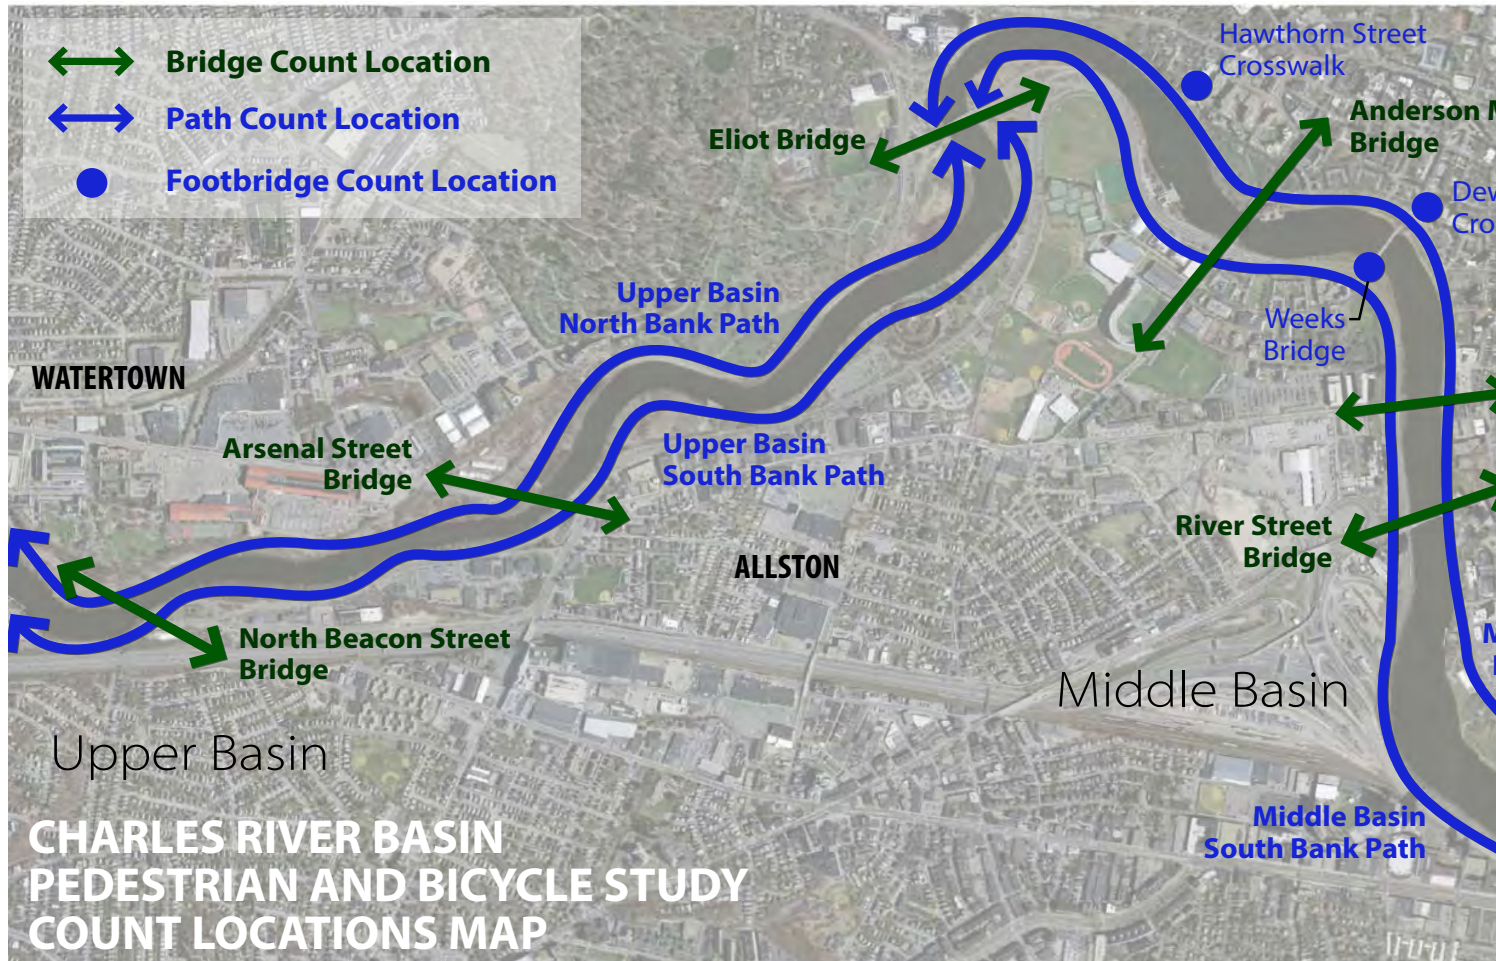 Bridge Count Location
Path Count Location
Footbridge Count Location
Hawthorn Street
Crosswalk
Anderson M
Bridge
Eliot Bridge
Dew
Cro
Upper Basin
North Bank Path
Weeks
Bridge
WATERTOWN
Arsenal Street
Bridge
Upper Basin
South Bank Path
River Street
Bridge
ALLSTON
North Beacon Street
Bridge
Middle Basin
Upper Basin
Middle Basin
South Bank Path
CHARLES RIVER BASIN
PEDESTRIAN AND BICYCLE STUDY
COUNT LOCATIONS MAP